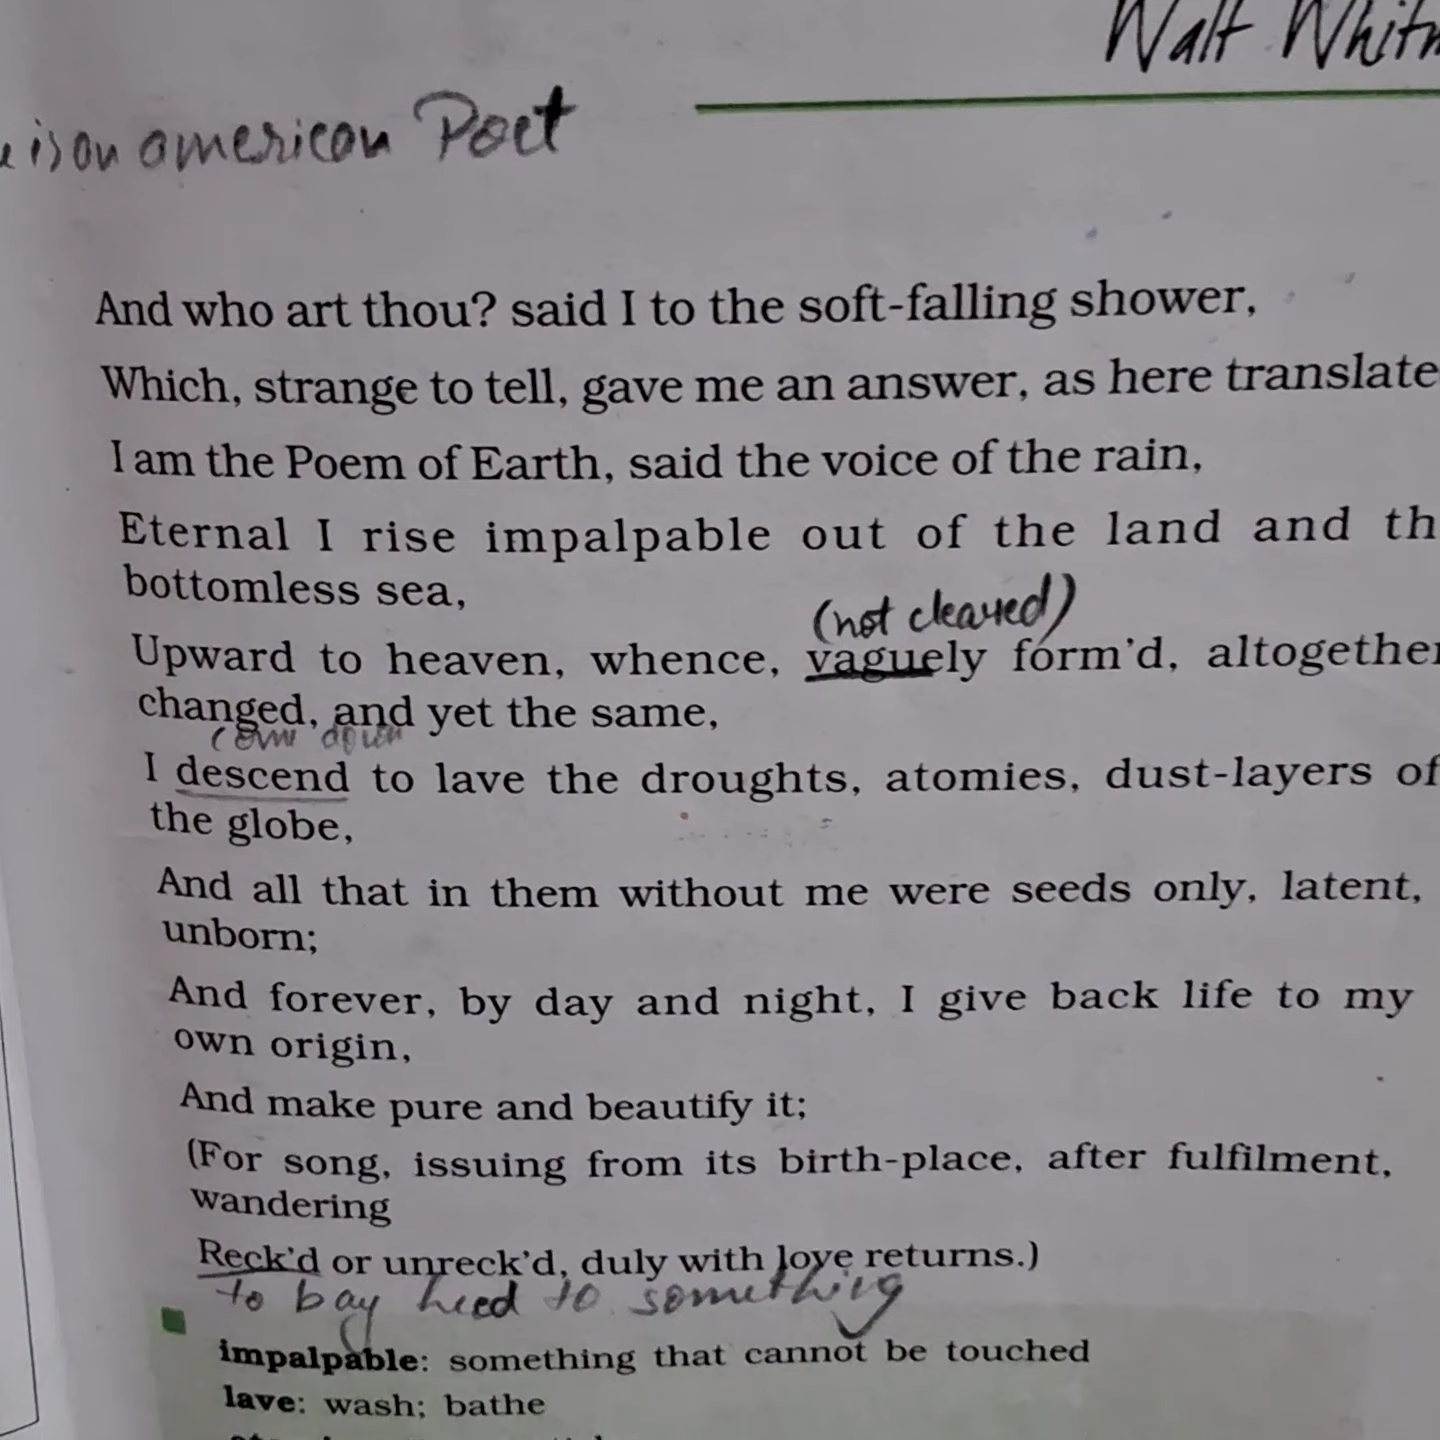 Walt Whitm
is an american Poet
And who art thou? said I to the soft-falling shower,
Which, strange to tell, gave me an answer, as here translate
I am the Poem of Earth, said the voice of the rain,
Eternal I rise impalpable out of the land and th
bottomless sea,
(not cleared)
Upward to heaven, whence, vaguely form'd, altogether
changed, and yet the same,
(come down
I descend to lave the droughts, atomies, dust-layers of
the globe,
And all that in them without me were seeds only, latent,
unborn;
And forever, by day and night, I give back life to my
own origin,
And make pure and beautify it;
(For song, issuing from its birth-place, after fulfilment,
wandering
Reck'd or unreck'd, duly with love returns.)
to bay heed to something
impalpable: something that cannot be touched
lave: wash; bathe